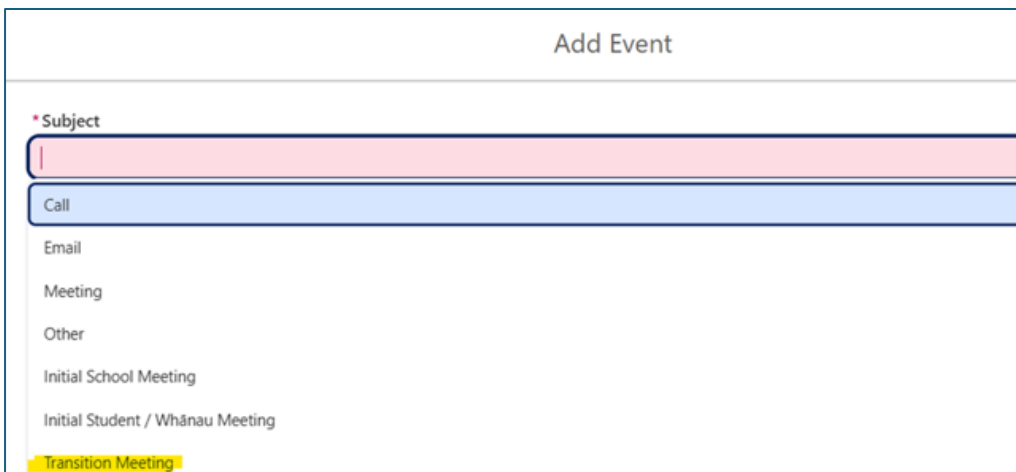 Add Event
*Subject
Call
Email
Meeting
Other
Initial School Meeting
Initial Student / Whānau Meeting
Transition Meeting